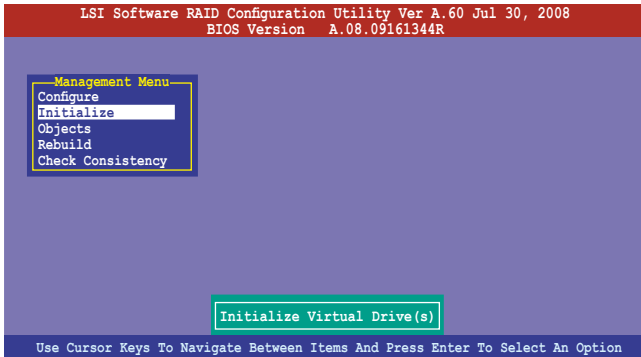 LSI Software RAID Configuration Utility Ver A.60 Jul 30, 2008
BIOS Version A.08.09161344R
Management Menu
Configure
Initialize
Objects
Rebuild
Check Consistency
Initialize Virtual Drive(s)
Use Cursor Keys To Navigate Between Items And Press Enter To Select An Option